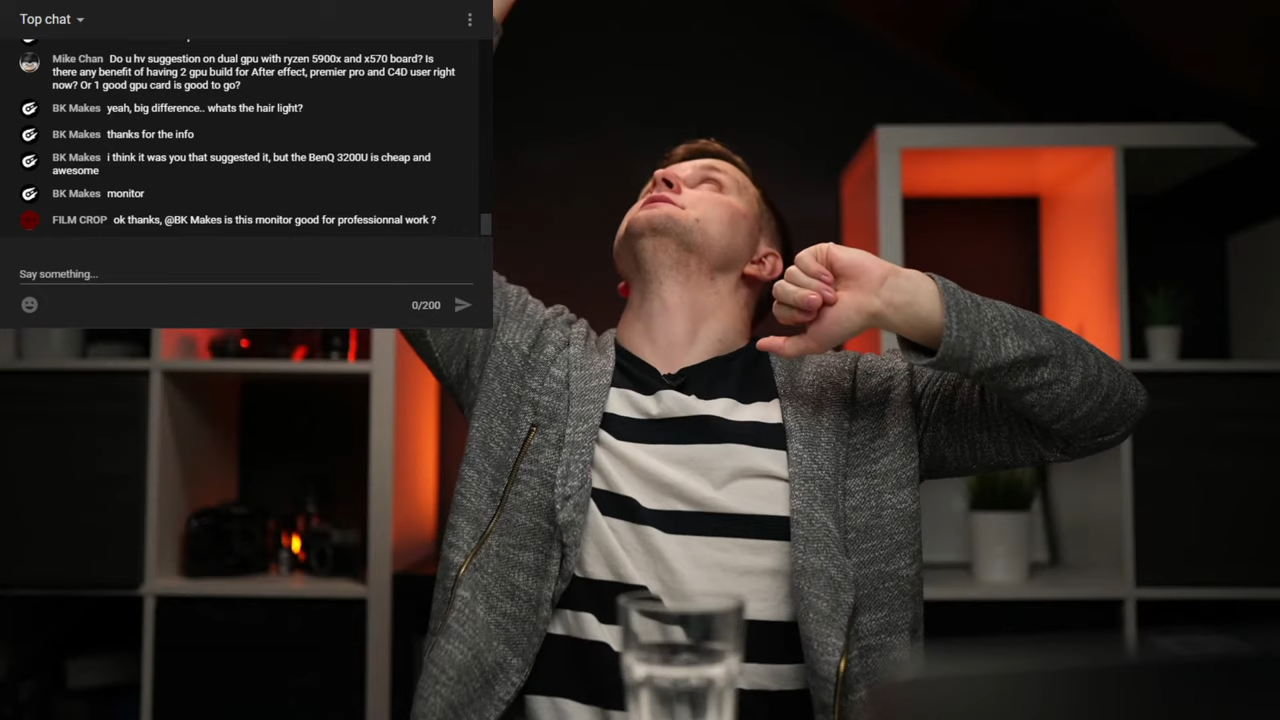 Top chat
Mike Chan Do u hv suggestion on dual gpu with ryzen 5900x and x570 board? Is
there any benefit of having 2 gpu build for After effect, premier pro and C4D user right
now? Or 1 good gpu card is good to go?
BK Makes yeah, big difference.. whats the hair light?
BK Makes thanks for the info
BK Makes i think it was you that suggested it, but the BenQ 3200U is cheap and
awesome
BK Makes monitor
FILM CROP ok thanks, @BK Makes is this monitor good for professionnal work ?
Say something...
0/200